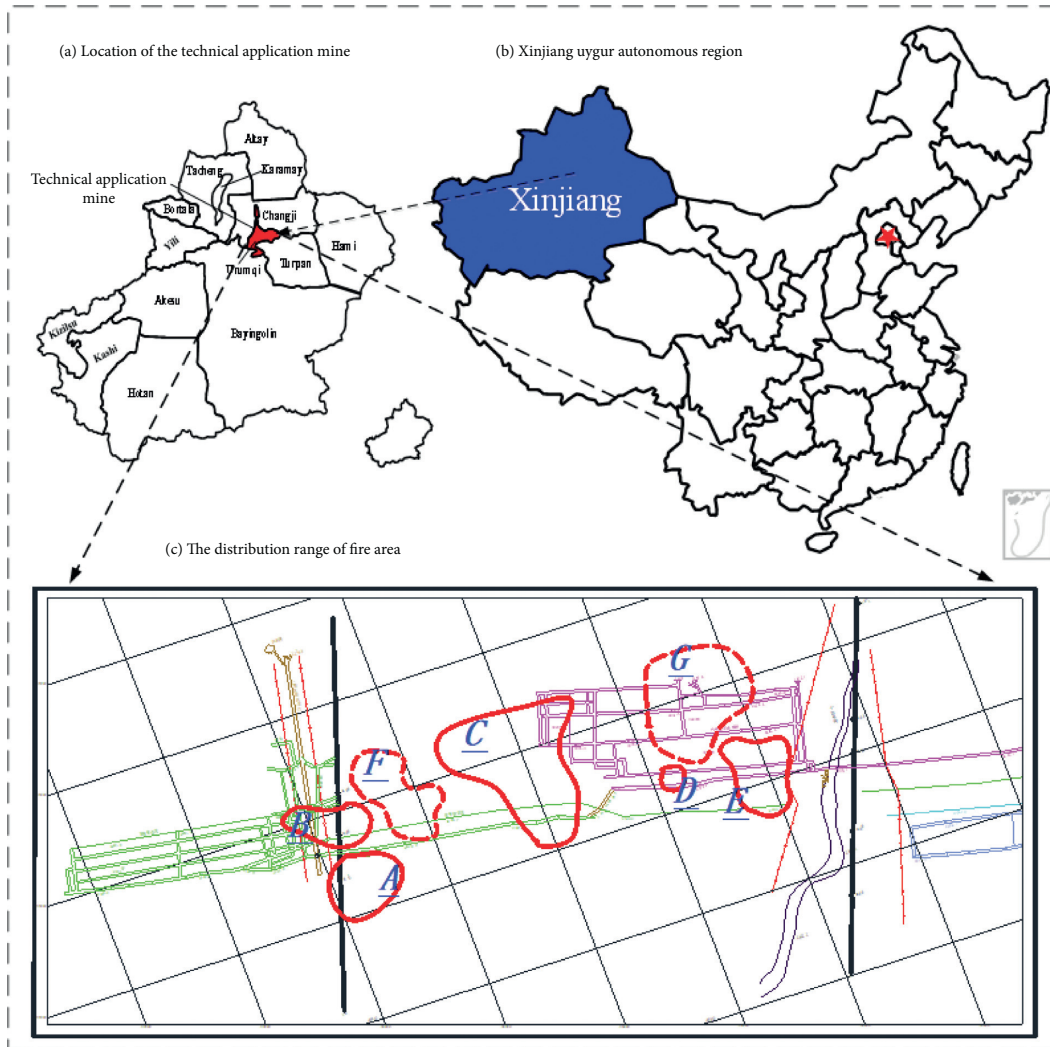 (a) Location of the technical application mine
(b) Xinjiang uygur autonomous region
Altay
Tacheng
Karamay
Technical application
mine
Bortala
Changji
Yili
Hami
Urumqi
Turpan
Akesu
Kizilsu
Kashi
Bayingolin
Hotan
Xinjiang
(c) The distribution range of fire area
G
C
F
D
E
B
A